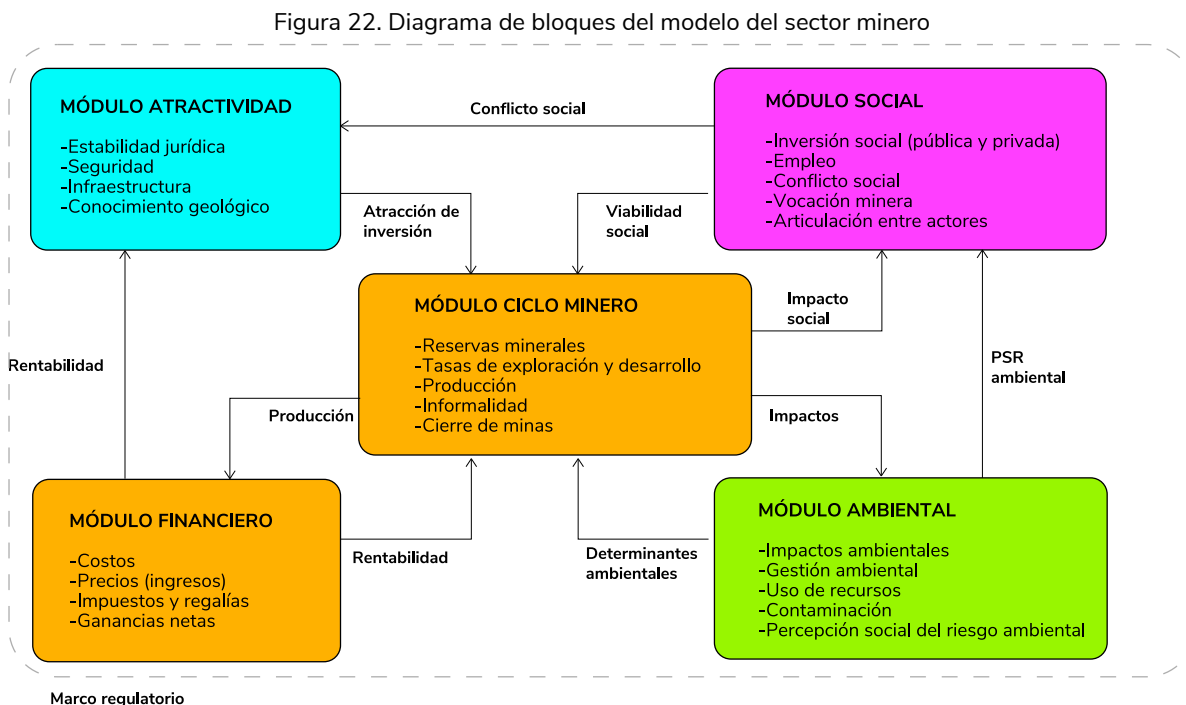 Figura 22. Diagrama de bloques del modelo del sector minero
MÓDULO ATRACTIVIDAD
-Estabilidad jurídica
-Seguridad
-Infraestructura
-Conocimiento geológico
Conflicto social
MÓDULO SOCIAL
-Inversión social (pública y privada)
-Empleo
-Conflicto social
-Vocación minera
-Articulación entre actores
Atracción de
inversión
Viabilidad
social
MÓDULO CICLO MINERO
-Reservas minerales
-Tasas de exploración y desarrollo
-Producción
-Informalidad
-Cierre de minas
Impacto
social
Rentabilidad
PSR
ambiental
Producción
Impactos
MÓDULO FINANCIERO
-Costos
-Precios (ingresos)
-Impuestos y regalías
-Ganancias netas
Rentabilidad
Determinantes
ambientales
MÓDULO AMBIENTAL
-Impactos ambientales
-Gestión ambiental
-Uso de recursos
-Contaminación
-Percepción social del riesgo ambiental
Marco regulatorio